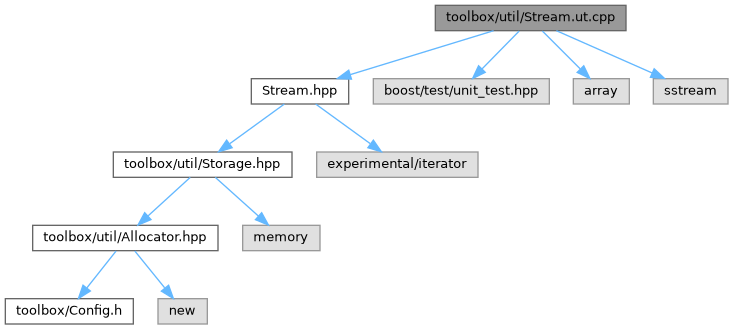 toolbox/util/Stream.ut.cpp
Stream.hpp
boost/test/unit_test.hpp
array
sstream
toolbox/util/Storage.hpp
experimental/iterator
toolbox/util/Allocator.hpp
memory
toolbox/Config.h
new